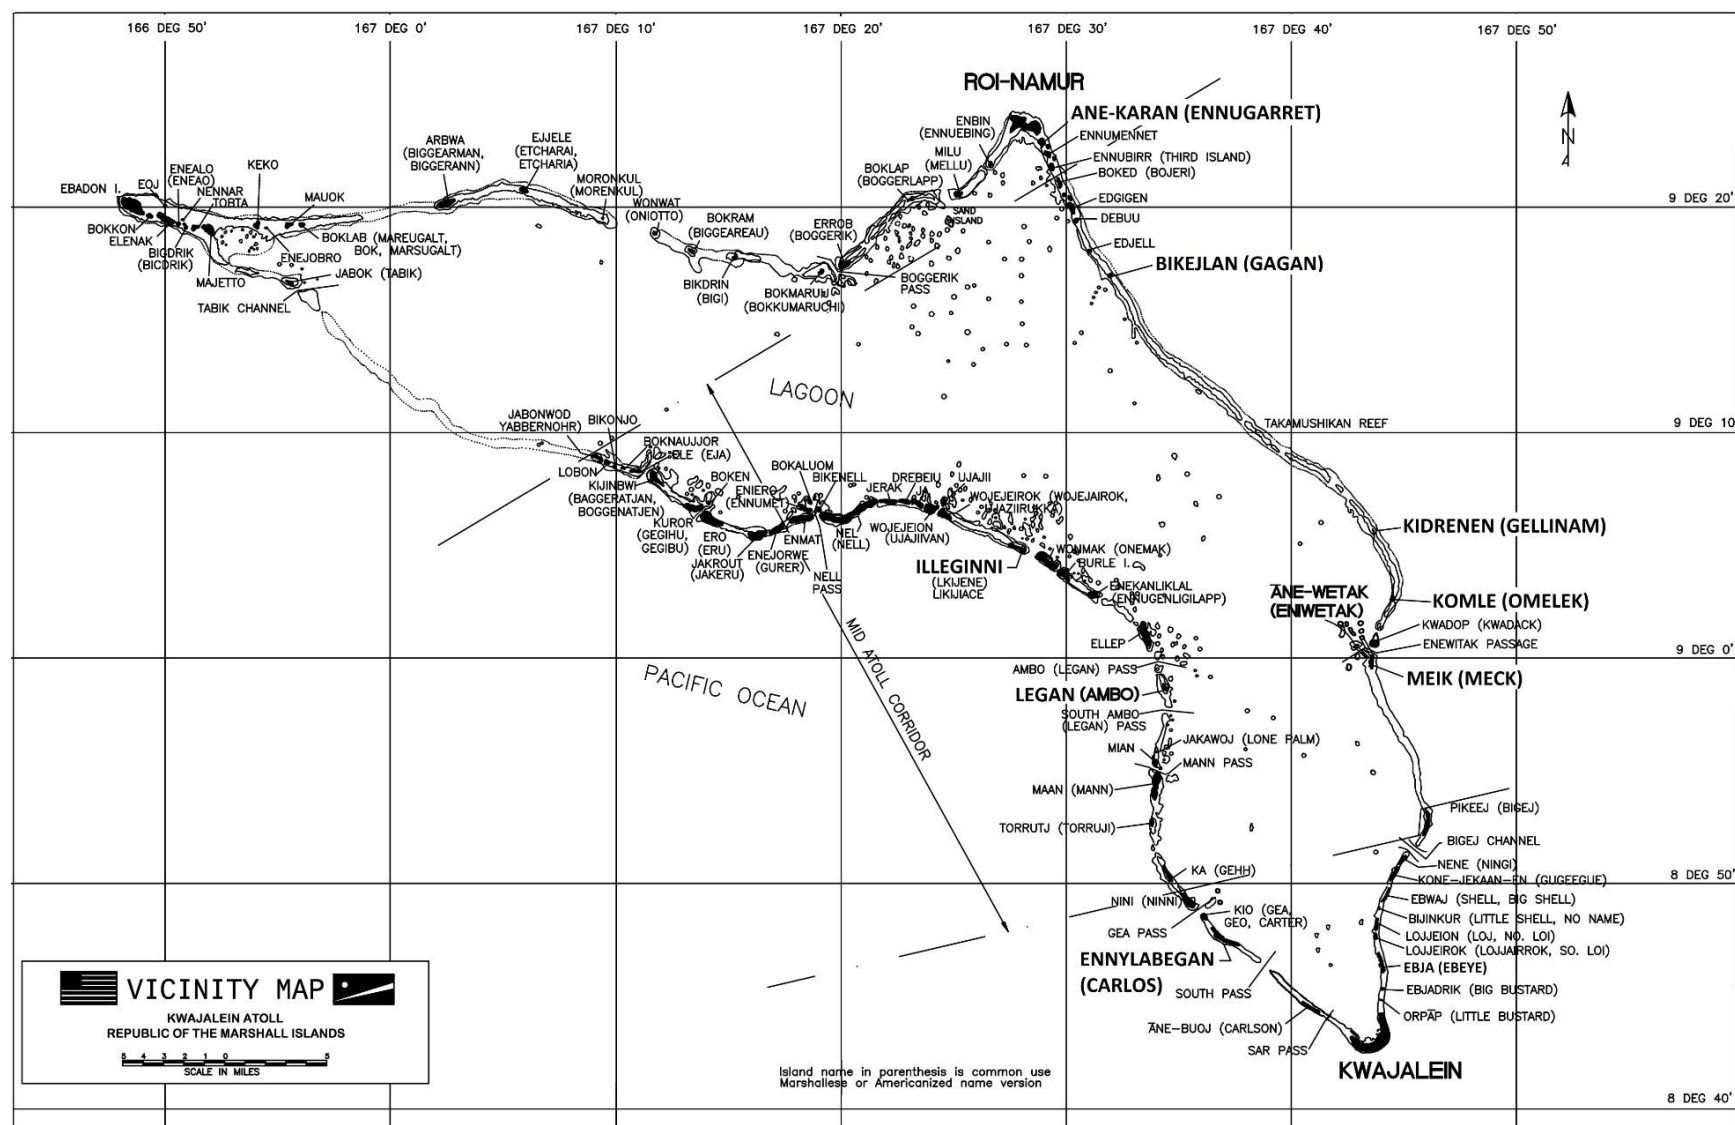 166 DEG 50'
167 DEG 0'
167 DEG 10'
167 DEG 20'
167 DEG 30'
167 DEG 40'
167 DEG 50'
ROI-NAMUR
ANE-KARAN (ENNUGARRET)
ENBIN
(ENNUEBING)
ENNUMENNET
MILU
(MELLU)
ENNUBIRR (THIRD ISLAND)
BOKED (BOJERI)
BOKLAP
(BOGGERLAPP)
EDGIGEN
DEBUU
SAND
ISLAND
EDJELL
BIKEJLAN (GAGAN)
N
9 DEG 20'
ARBWA
(BIGGEARMAN,
BIGGERANN)
EJJELE
(ETCHARAI,
ETCHARIA)
MORONKUL
(MORENKUL)
WONWAT
(ONIOTTO)
BOKRAM
(BIGGEAREAU)
ERROB
(BOGGERIK)
BIKDRIN
(BIGI)
BOKMARUIJ
(BOKKUMARUCHI)
BOGGERIK
PASS
KEKO
ENEALO
(ENEAO)
NENNAR
TORTA
EOJ
EBADON I.
MAUOK
BOKKON
ELENAK
BIGDRIK
(BICDRIK)
MAJETTO
ENEJOBRO
BOKLAB (MAREUGALT,
BOK, MARSUGALT)
JABOK (TABIK)
TABIK CHANNEL
LAGOON
TAKAMUSHIKAN REEF
9 DEG 10'
JABONWOD
YABBERNOHR)
BIKONJO
LOBON
BOKNAUJJOR
ELE (EJA)
KIJINBWI
(BAGGERATJAN,
BOGGENATJEN)
BOKEN
KUROR
(GEGIHU,
GEGIBU)
ERO
(ERU)
JAKROUT
(JAKERU)
ENIERO
(ENNUMET)
BOKALUOM
BIKENELL
ENEJORWE
(GURER)
ENMAT
NELL
PASS
NEL
(NELL)
JERAK
DREBEIU
JA
UJAJII
WOJEJEION
(UJAJIIVAN)
WOJEJEIROK (WOJEJAIROK,
UJAZIIRUKKA)
ILLEGINNI
(LKIJENE)
LIKIJIACE
WONMAK (ONEMAK)
BURLE I.
ENEKANLIKLAL
(ENNUGENLIGILAPP)
KIDRENEN (GELLINAM)
ĀNE-WETAK
(ENIWETAK)
KOMLE (OMELEK)
KWADOP (KWADACK)
ENEWITAK PASSAGE
ELLEP
9 DEG 0'
AMBO (LEGAN) PASS
MEIK (MECK)
LEGAN (AMBO)
MID ATOLL CORRIDOR
PACIFIC OCEAN
SOUTH AMBO
(LEGAN) PASS
JAKAWOJ (LONE PALM)
MIAN
MANN PASS
MAAN (MANN)
TORRUTJ (TORRUJI)
PIKEEJ (BIGEJ)
BIGEJ CHANNEL
NENE (NINGI)
KA (GEHH)
KONE-JEKAAN-EN (GUGEEGUE)
8 DEG 50'
NINI (NINNI)
EBWAJ (SHELL, BIG SHELL)
KIO (GEA,
GEO, CARTER)
BIJINKUR (LITTLE SHELL, NO NAME)
GEA PASS
LOJJEION (LOJ, NO. LOI)
LOJJEIROK (LOJJAIRROK, SO. LOI)
ENNYLABEGAN
(CARLOS)
EBJA (EBEYE)
SOUTH PASS
EBJADRIK (BIG BUSTARD)
ORPĀP (LITTLE BUSTARD)
ĀNE-BUOJ (CARLSON)
SAR PASS
KWAJALEIN
8 DEG 40'
VICINITY MAP
KWAJALEIN ATOLL
REPUBLIC OF THE MARSHALL ISLANDS
5 4 3 2 1 0 5
SCALE IN MILES
Island name in parenthesis is common use
Marshallese or Americanized name version